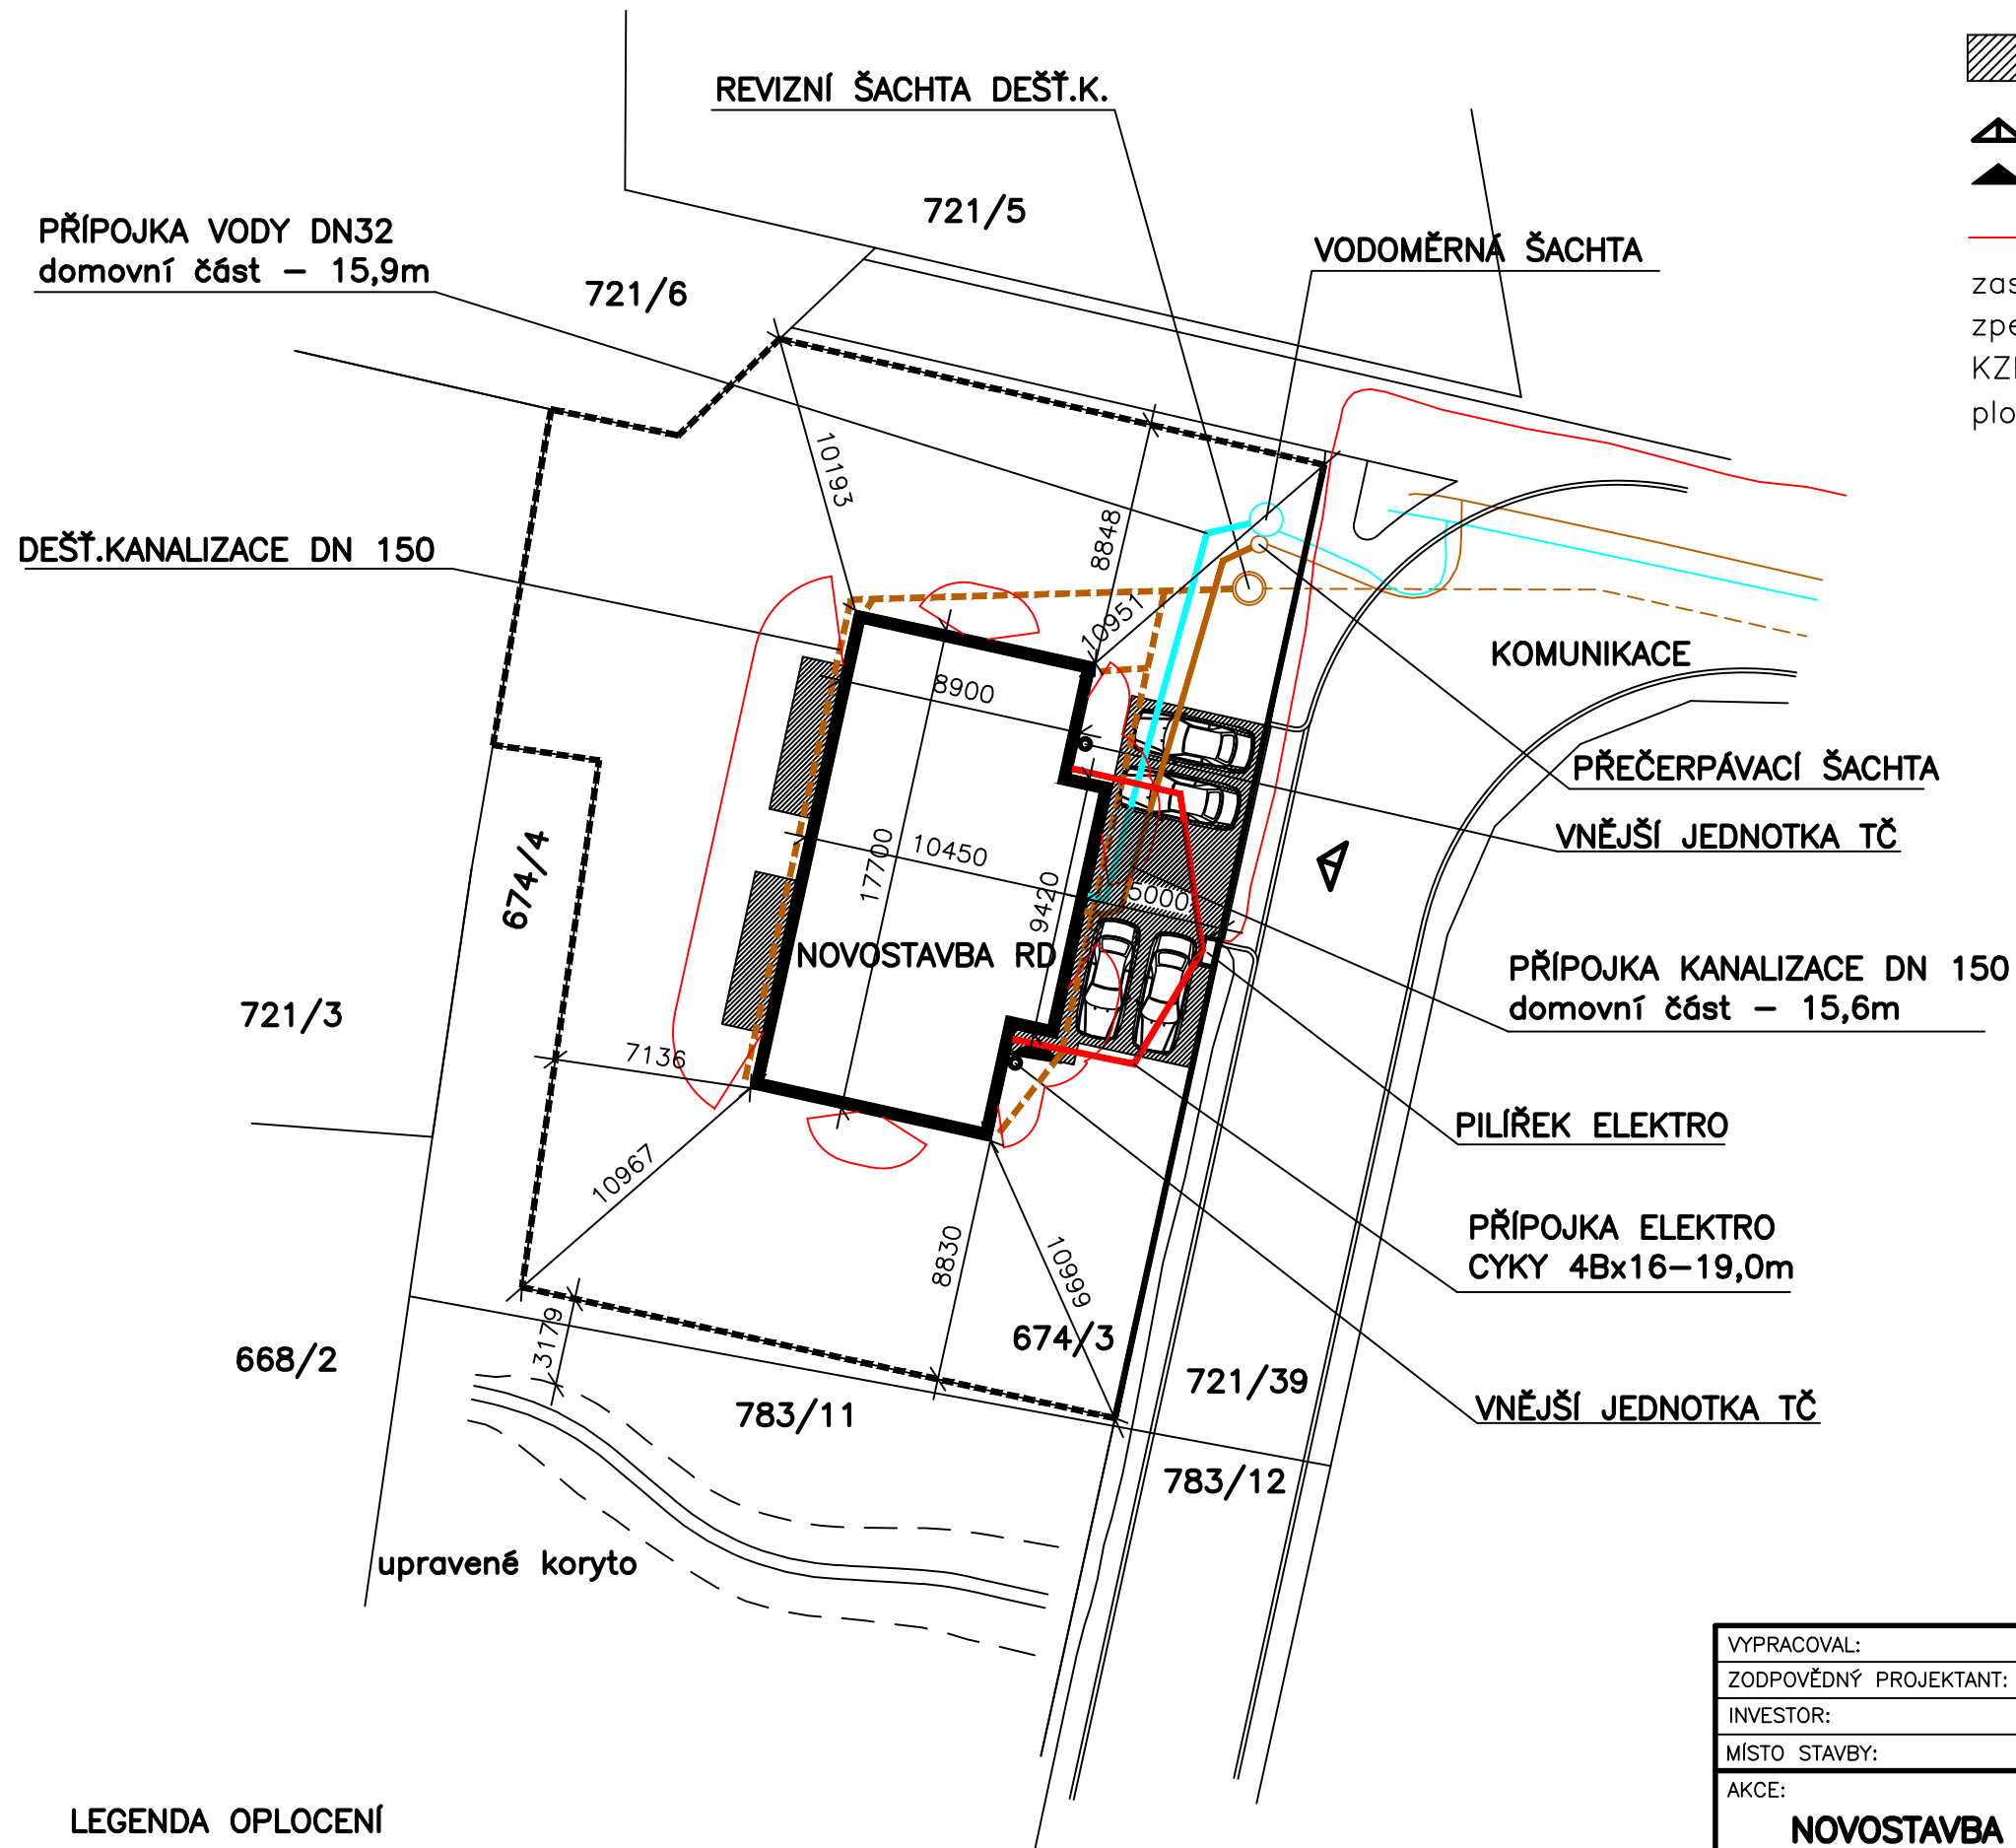 REVIZNÍ ŠACHTA DEŠŤ.K.
721/5
PŘÍPOJKA VODY DN32
domovní část – 15,9m
VODOMĚRNÁ ŠACHTA
721/6
10193
8848
DEŠŤ.KANALIZACE DN 150
10951
KOMUNIKACE
8900
PŘEČERPÁVACÍ ŠACHTA
VNĚJŠÍ JEDNOTKA TČ
674/4
17700
10450
9420
5000
NOVOSTAVBA RD
PŘÍPOJKA KANALIZACE DN 150
domovní část – 15,6m
721/3
7136
PILÍŘEK ELEKTRO
10967
8830
10999
PŘÍPOJKA ELEKTRO
CYKY 4Bx16–19,0m
3179
674/3
668/2
721/39
783/11
VNĚJŠÍ JEDNOTKA TČ
783/12
upravené koryto
LEGENDA OPLOCENÍ
VYPRACOVAL:
ZODPOVĚDNÝ PROJEKTANT:
INVESTOR:
MÍSTO STAVBY:
AKCE:
NOVOSTAVBA